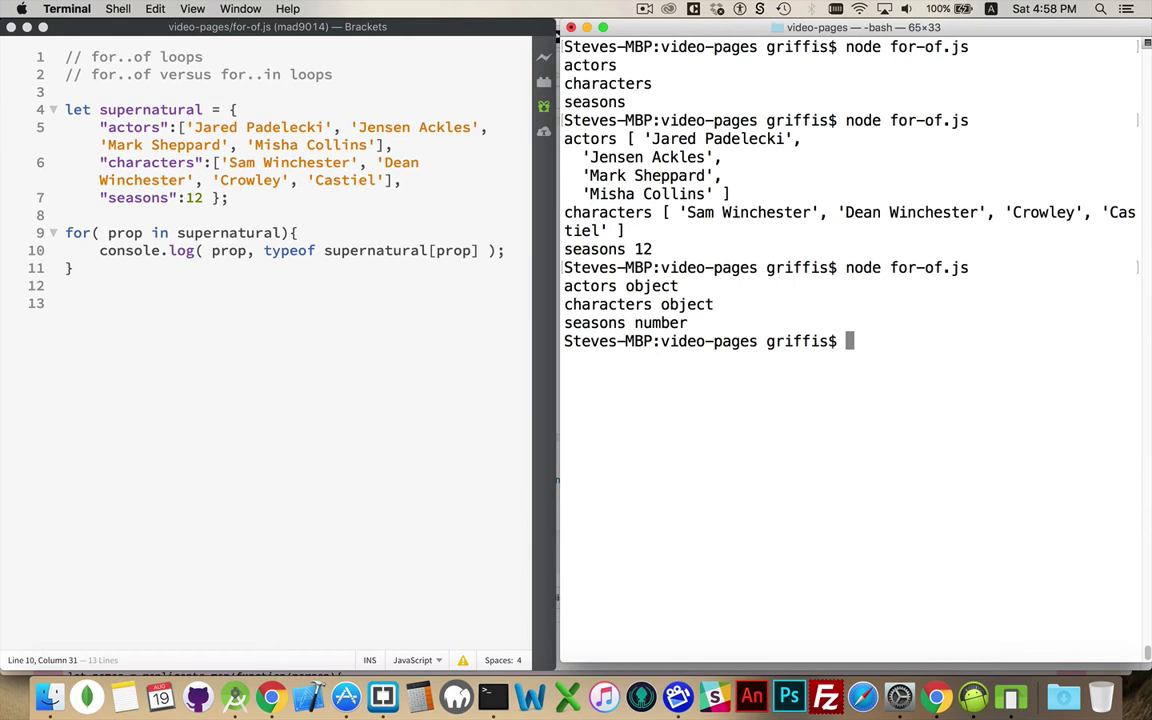 Terminal Shell Edit View Window Help 100% Sat 4:58 PM
video-pages/for-of.js (mad9014) — Brackets
1 // for..of loops
2 // for..of versus for..in loops
3
4 let supernatural = {
5 "actors":['Jared Padelecki', 'Jensen Ackles',
'Mark Sheppard', 'Misha Collins'],
6 "characters":['Sam Winchester', 'Dean
Winchester', 'Crowley', 'Castiel'],
7 "seasons":12 };
8
9 for( prop in supernatural){
10 console.log( prop, typeof supernatural[prop] );
11 }
12
13
Line 10, Column 31 — 13 Lines INS JavaScript Spaces: 4
video-pages — -bash — 65×33
[Steves-MBP:video-pages griffis$ node for-of.js ]
actors
characters
seasons
[Steves-MBP:video-pages griffis$ node for-of.js ]
actors [ 'Jared Padelecki',
'Jensen Ackles',
'Mark Sheppard',
'Misha Collins' ]
characters [ 'Sam Winchester', 'Dean Winchester', 'Crowley', 'Cas
tiel' ]
seasons 12
[Steves-MBP:video-pages griffis$ node for-of.js ]
actors object
characters object
seasons number
Steves-MBP:video-pages griffis$
AUG
19
An
Ps
Fz